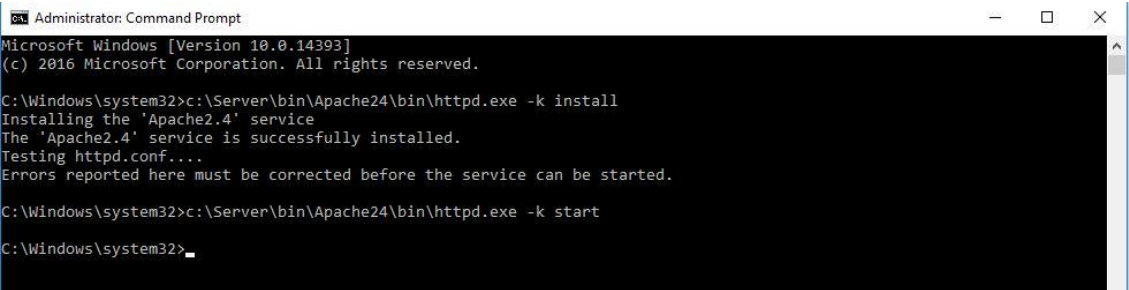 Administrator: Command Prompt
Microsoft Windows [Version 10.0.14393]
(c) 2016 Microsoft Corporation. All rights reserved.
C:\Windows\system32>c:\Server\bin\Apache24\bin\httpd.exe -k install
Installing the 'Apache2.4' service
The 'Apache2.4' service is successfully installed.
Testing httpd.conf....
Errors reported here must be corrected before the service can be started.
C:\Windows\system32>c:\Server\bin\Apache24\bin\httpd.exe -k start
C:\Windows\system32>